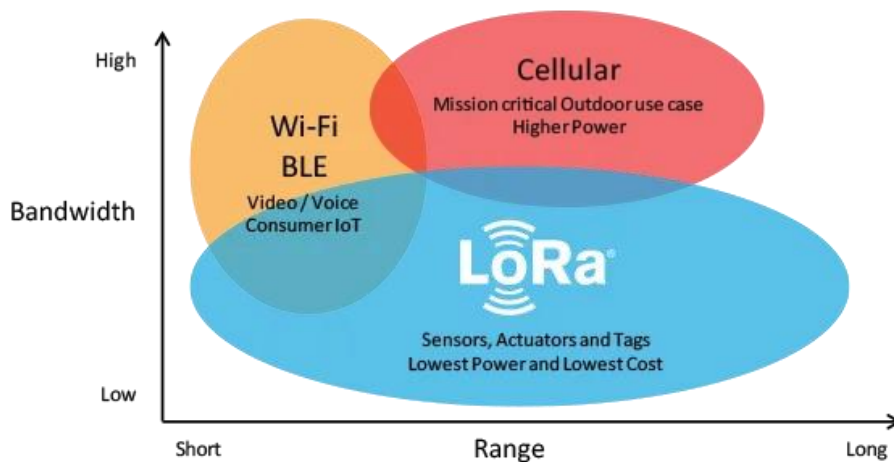 High
Bandwidth
Low
Wi-Fi
BLE
Video / Voice
Consumer IoT
Cellular
Mission critical Outdoor use case
Higher Power
LoRa®
Sensors, Actuators and Tags
Lowest Power and Lowest Cost
Short
Range
Long